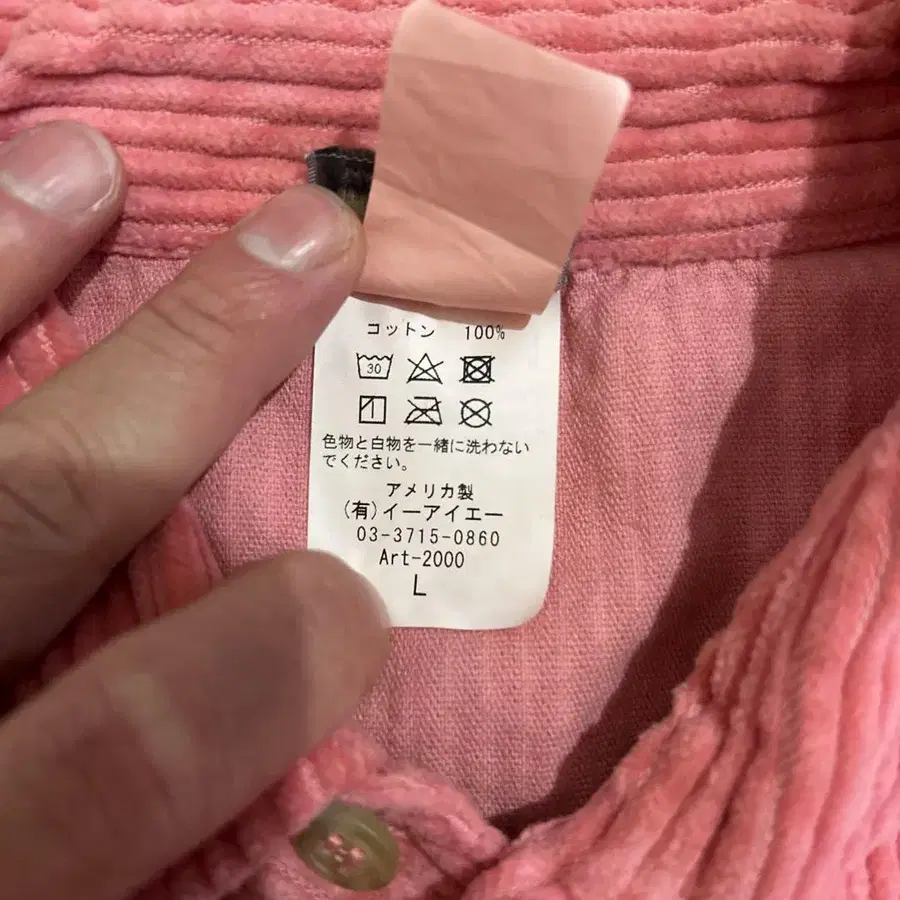 コットン 100%
30
色物と白物を一緒に洗わない
でください。
アメリカ製
(有)イーアイエー
03-3715-0860
Art-2000
L